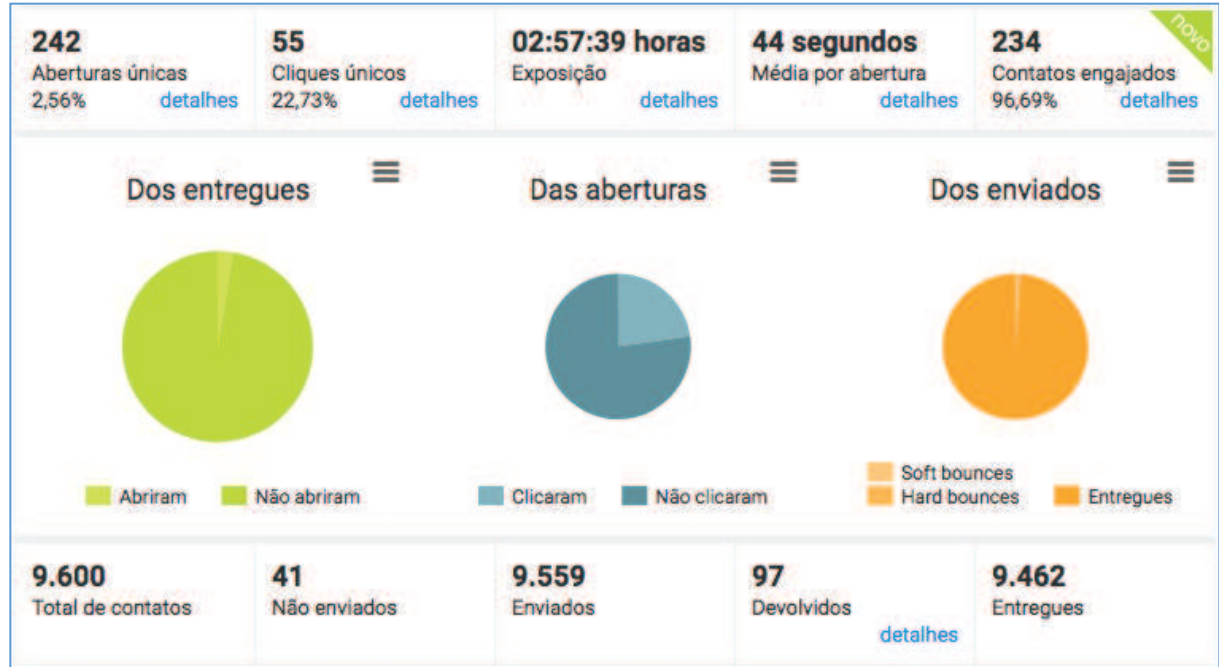 242
Aberturas únicas
2,56% detalhes
55
Cliques únicos
22,73% detalhes
02:57:39 horas
Exposição
detalhes
44 segundos
Média por abertura
detalhes
234
Contatos engajados
96,69% detalhes
novo
Dos entregues
Abriram
Não abriram
Das aberturas
Clicaram
Não clicaram
Dos enviados
Soft bounces
Hard bounces
Entregues
9.600
Total de contatos
41
Não enviados
9.559
Enviados
97
Devolvidos
detalhes
9.462
Entregues